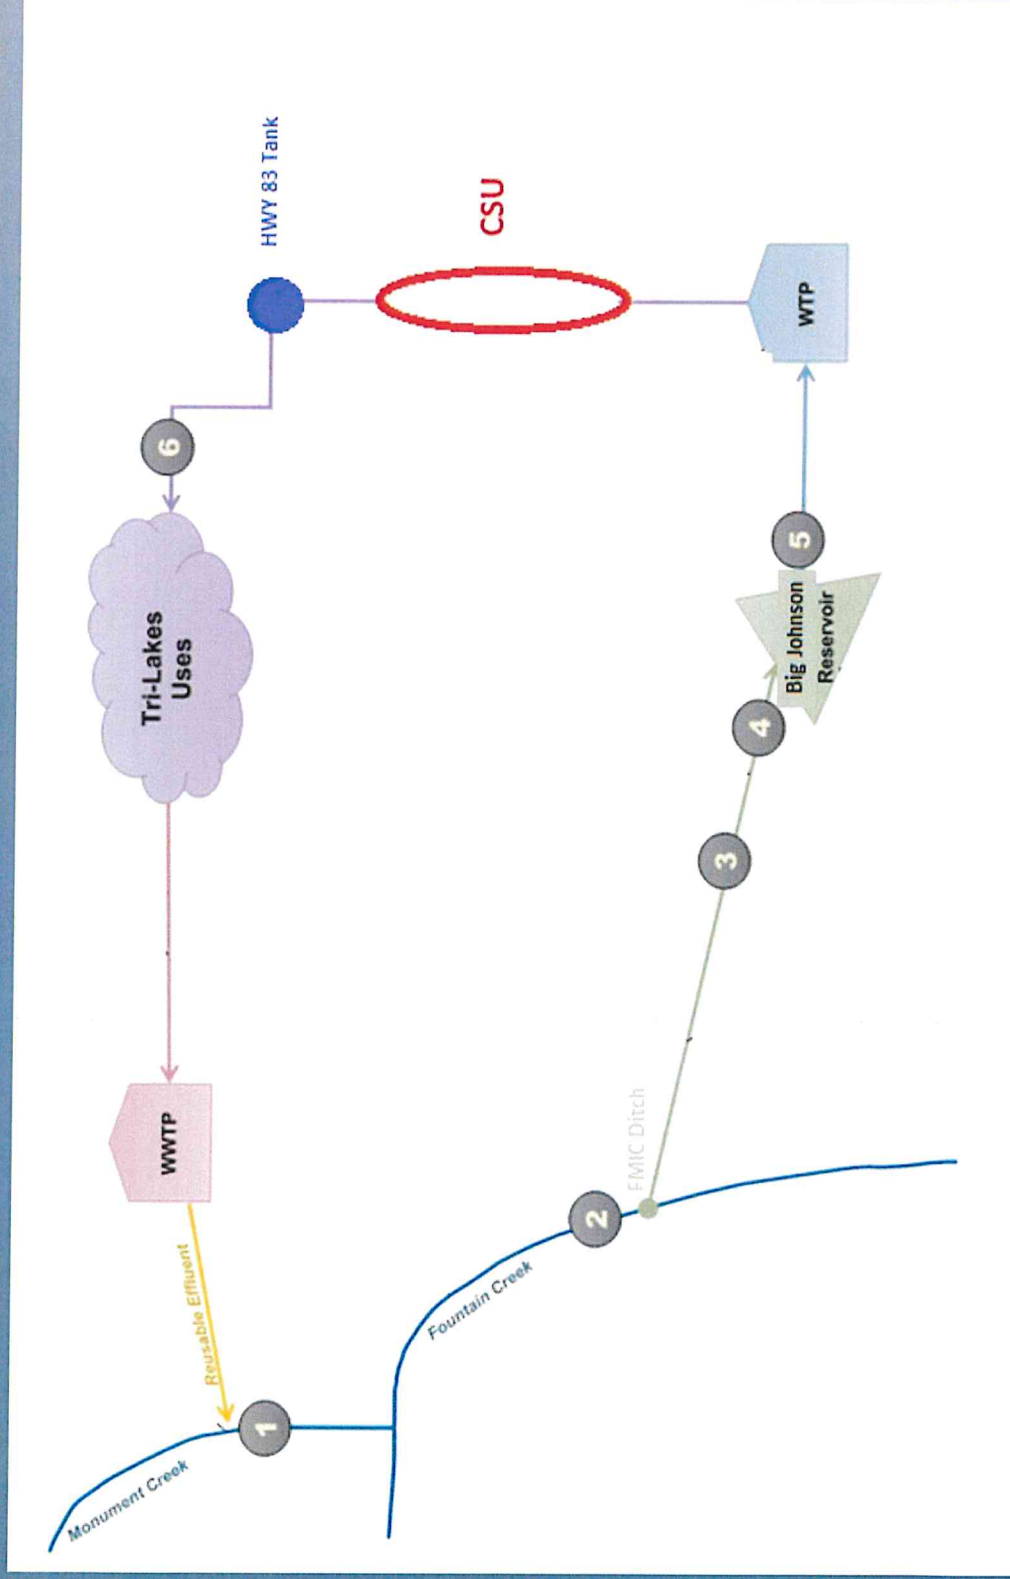 Monument Creek
1
Reusable Effluent
WWTP
Tri-Lakes
Uses
6
HWY 83 Tank
CSU
Fountain Creek
2
FMIC Ditch
3
4
Big Johnson
Reservoir
5
WTP